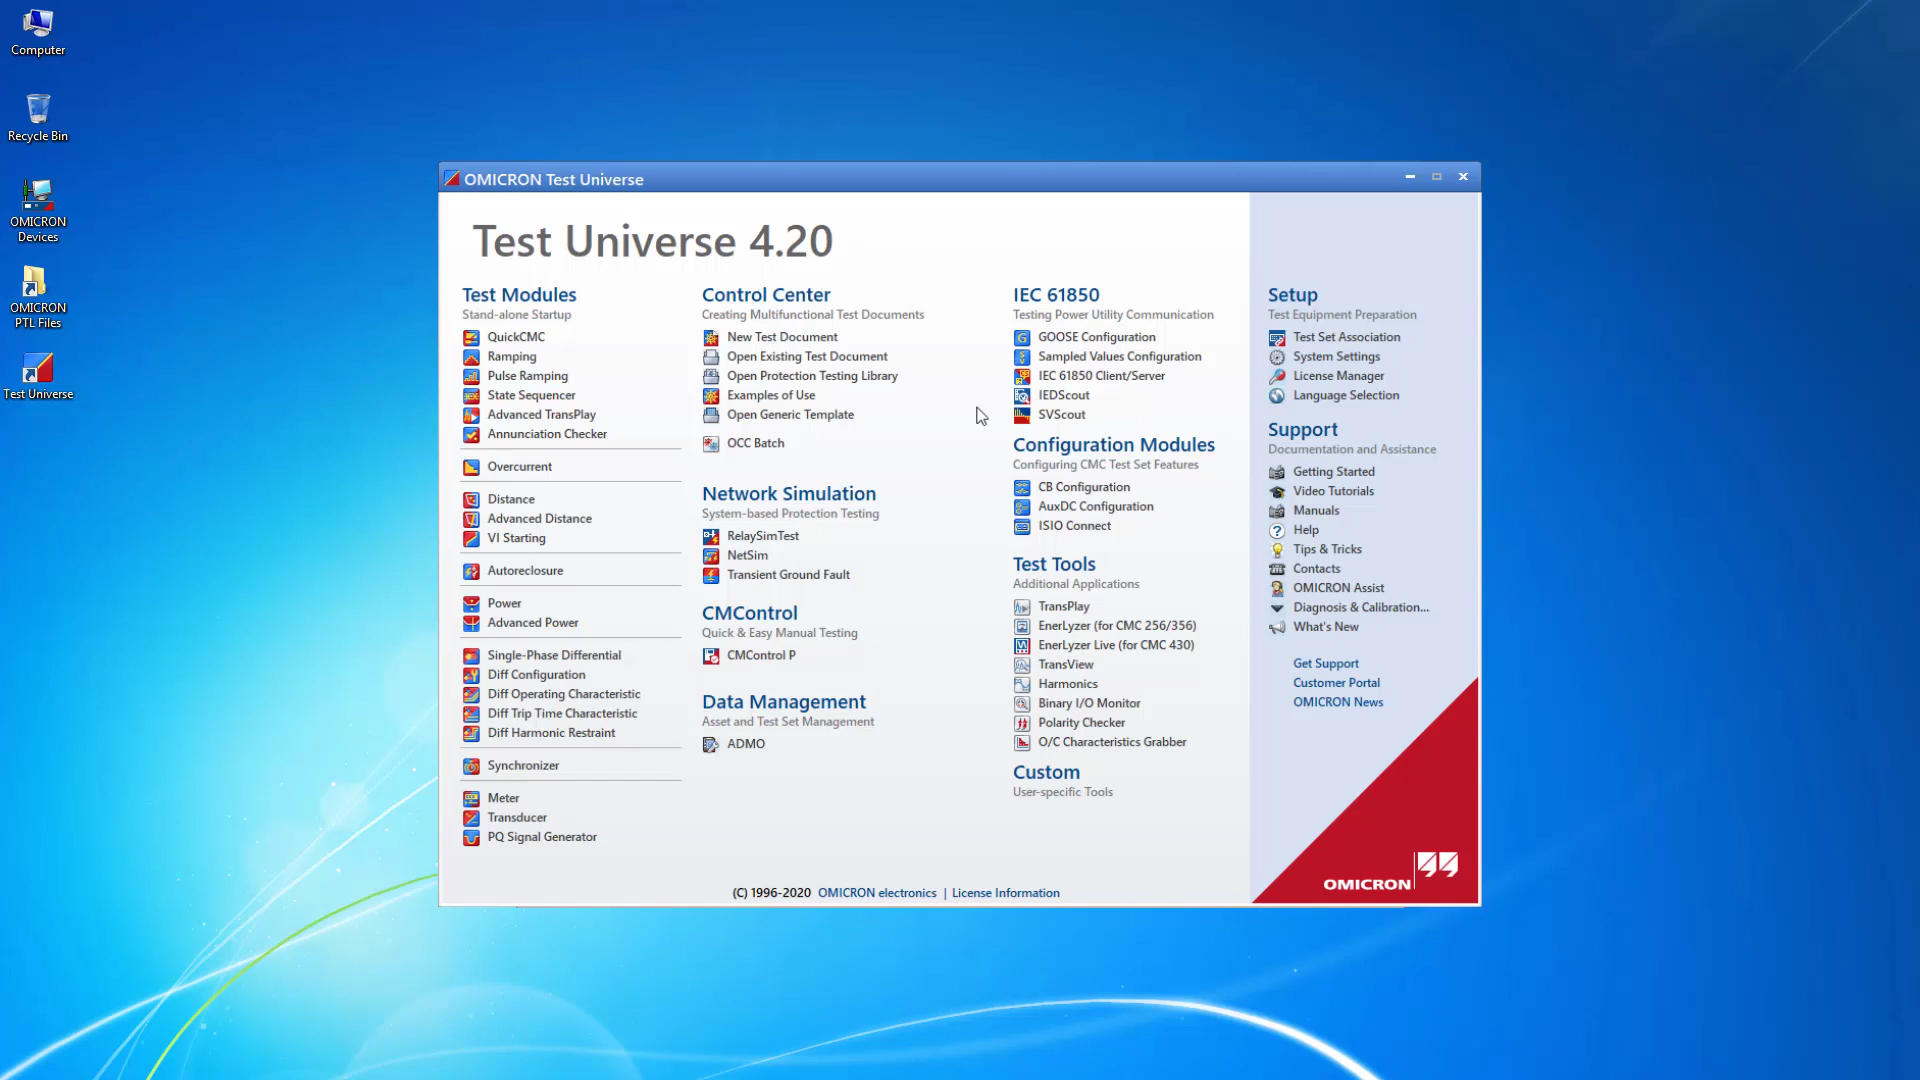 Computer
Recycle Bin
OMICRON
Devices
OMICRON
PTL Files
Test Universe
OMICRON Test Universe
Test Universe 4.20
Test Modules
Stand-alone Startup
QuickCMC
Ramping
Pulse Ramping
State Sequencer
Advanced TransPlay
Annunciation Checker
Overcurrent
Distance
Advanced Distance
VI Starting
Autoreclosure
Power
Advanced Power
Single-Phase Differential
Diff Configuration
Diff Operating Characteristic
Diff Trip Time Characteristic
Diff Harmonic Restraint
Synchronizer
Meter
Transducer
PQ Signal Generator
Control Center
Creating Multifunctional Test Documents
New Test Document
Open Existing Test Document
Open Protection Testing Library
Examples of Use
Open Generic Template
OCC Batch
Network Simulation
System-based Protection Testing
RelaySimTest
NetSim
Transient Ground Fault
CMControl
Quick & Easy Manual Testing
CMControl P
Data Management
Asset and Test Set Management
ADMO
IEC 61850
Testing Power Utility Communication
GOOSE Configuration
Sampled Values Configuration
IEC 61850 Client/Server
IEDScout
SVScout
Configuration Modules
Configuring CMC Test Set Features
CB Configuration
AuxDC Configuration
ISIO Connect
Test Tools
Additional Applications
TransPlay
EnerLyzer (for CMC 256/356)
EnerLyzer Live (for CMC 430)
TransView
Harmonics
Binary I/O Monitor
Polarity Checker
O/C Characteristics Grabber
Custom
User-specific Tools
Setup
Test Equipment Preparation
Test Set Association
System Settings
License Manager
Language Selection
Support
Documentation and Assistance
Getting Started
Video Tutorials
Manuals
Help
Tips & Tricks
Contacts
OMICRON Assist
Diagnosis & Calibration...
What's New
Get Support
Customer Portal
OMICRON News
OMICRON
(C) 1996-2020 OMICRON electronics | License Information